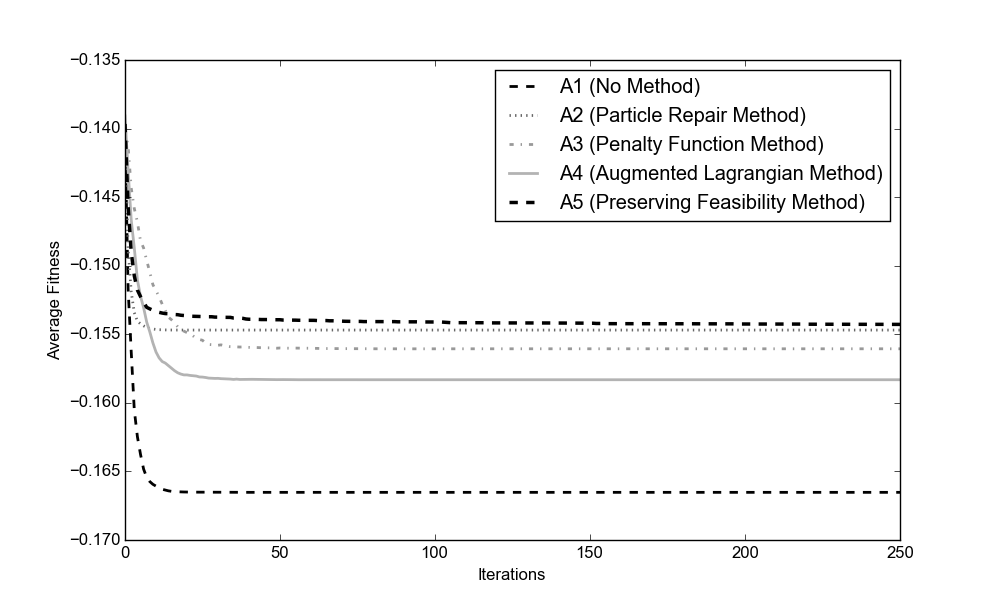 −0.135
−0.140
−0.145
−0.150
−0.155
−0.160
−0.165
−0.170
Average Fitness
A1 (No Method)
A2 (Particle Repair Method)
A3 (Penalty Function Method)
A4 (Augmented Lagrangian Method)
A5 (Preserving Feasibility Method)
0 50 100 150 200 250
Iterations